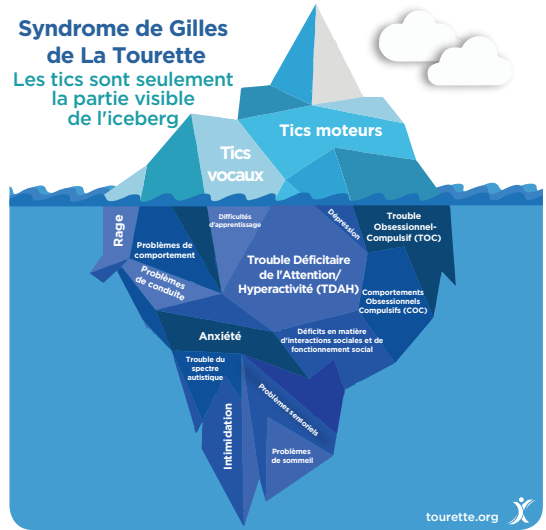 Syndrome de Gilles
de La Tourette
Les tics sont seulement
la partie visible
de l'iceberg
Tics moteurs
Tics
vocaux
Rage
Difficultés
d'apprentissage
Dépression
Trouble
Obsessionnel-
Compulsif (TOC)
Problèmes de
comportement
Trouble Déficitaire
de l'Attention/
Hyperactivité (TDAH)
Problèmes
de conduite
Comportements
Obsessionnels
Compulsifs (COC)
Anxiété
Déficits en matière
d'interactions sociales et de
fonctionnement social
Trouble du
spectre
autistique
Problèmes sensoriels
Intimidation
Problèmes
de sommeil
tourette.org